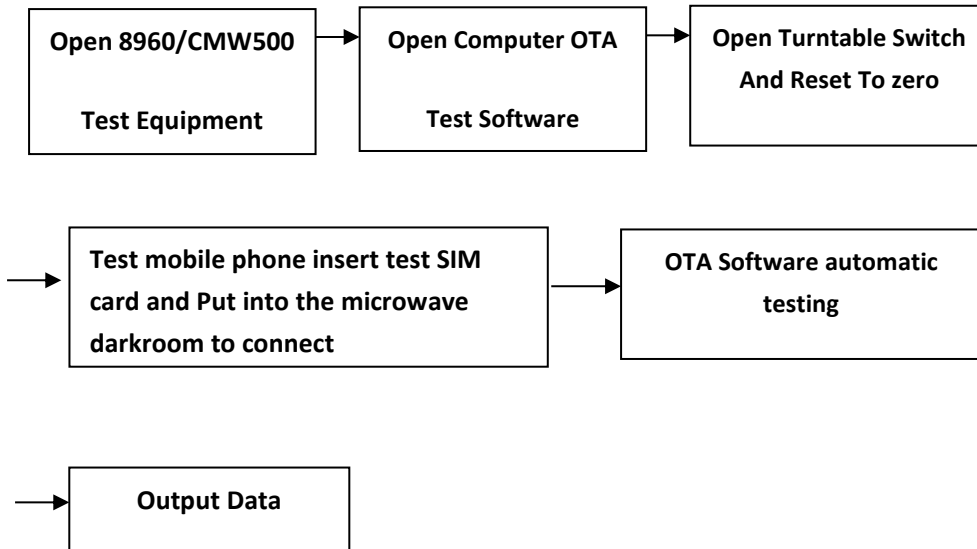 Open 8960/CMW500
Test Equipment
Open Computer OTA
Test Software
Open Turntable Switch
And Reset To zero
Test mobile phone insert test SIM
card and Put into the microwave
darkroom to connect
OTA Software automatic
testing
Output Data